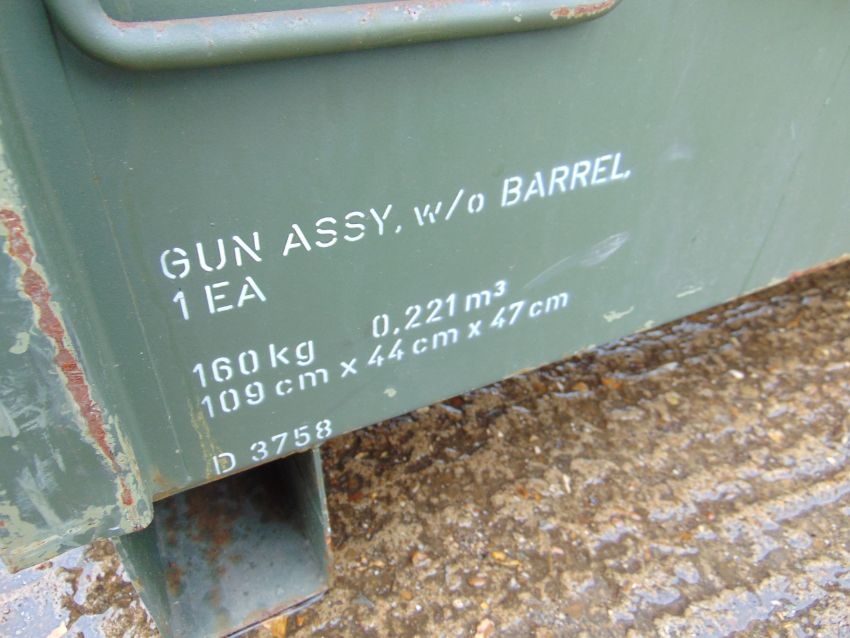 GUN ASSY, w/o BARREL,
1 EA
160 kg 0,221 m³
109 cm x 44 cm x 47 cm
D 3758